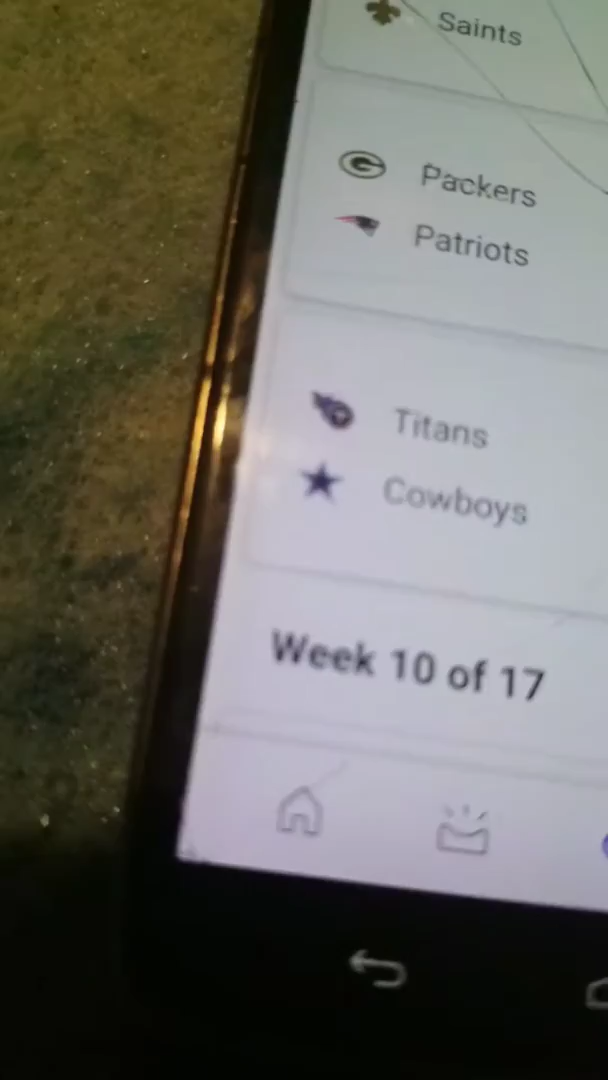 Saints
Packers
Patriots
Titans
Cowboys
Week 10 of 17